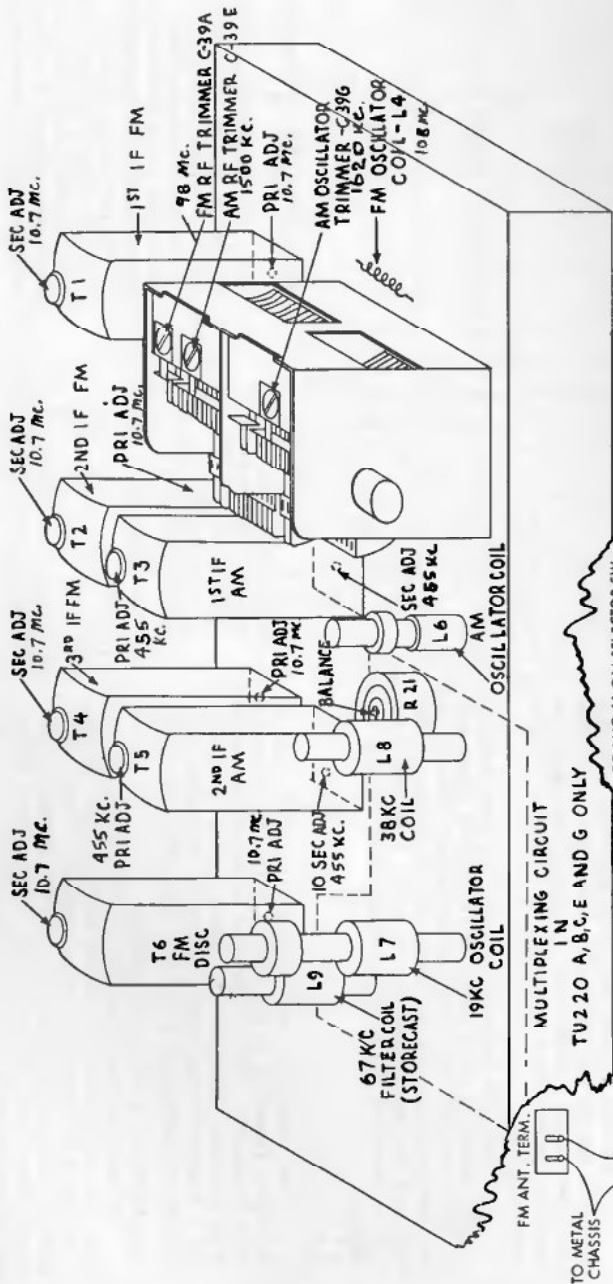 SEC ADJ
10.7 MC.
T6
FM
DISC
10.7 MC.
PRI ADJ
L9
67 KC
FILTER COIL
(STORECAST)
L7
19KC OSCILLATOR
COIL
SEC ADJ
10.7 MC.
3RD IF FM
T4
455 KC.
PRI ADJ
T5
2ND IF
AM
PRI ADJ
10.7 MC.
10 SEC ADJ
455 KC.
BALANCE
R 21
L8
38KC
COIL
SEC ADJ
10.7 MC.
2ND IF FM
T2
PRI ADJ
10.7 MC.
PRI ADJ
455
KC.
T3
1ST IF
AM
SEC ADJ
455 KC.
L6
AM
OSCILLATOR COIL
SEC ADJ
10.7 MC.
1ST IF FM
T1
98 MC.
FM RF TRIMMER C-39A
AM RF TRIMMER C-39E
1500 KC.
PRI ADJ
10.7 MC.
AM OSCILLATOR
TRIMMER-C39G
1620 KC.
FM OSCILLATOR
COIL-L4
108 MC.
MULTIPLEXING CIRCUIT
IN
TU220 A,B,C,E AND G ONLY
FM ANT. TERM.
TO METAL
CHASSIS